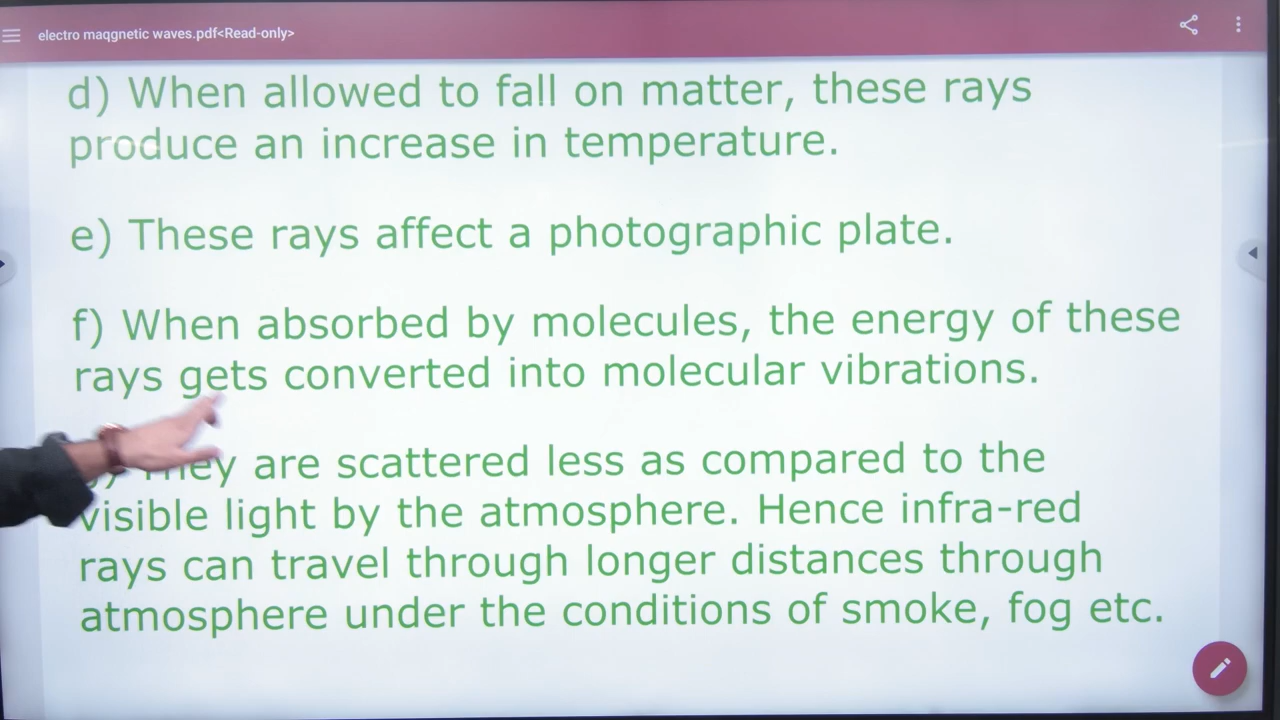 electro maqgnetic waves.pdf<Read-only>
d) When allowed to fall on matter, these rays
produce an increase in temperature.
e) These rays affect a photographic plate.
f) When absorbed by molecules, the energy of these
rays gets converted into molecular vibrations.
They are scattered less as compared to the
visible light by the atmosphere. Hence infra-red
rays can travel through longer distances through
atmosphere under the conditions of smoke, fog etc.